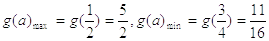 g(a)max = g(1/2) = 5/2, g(a)min = g(3/4) = 11/16